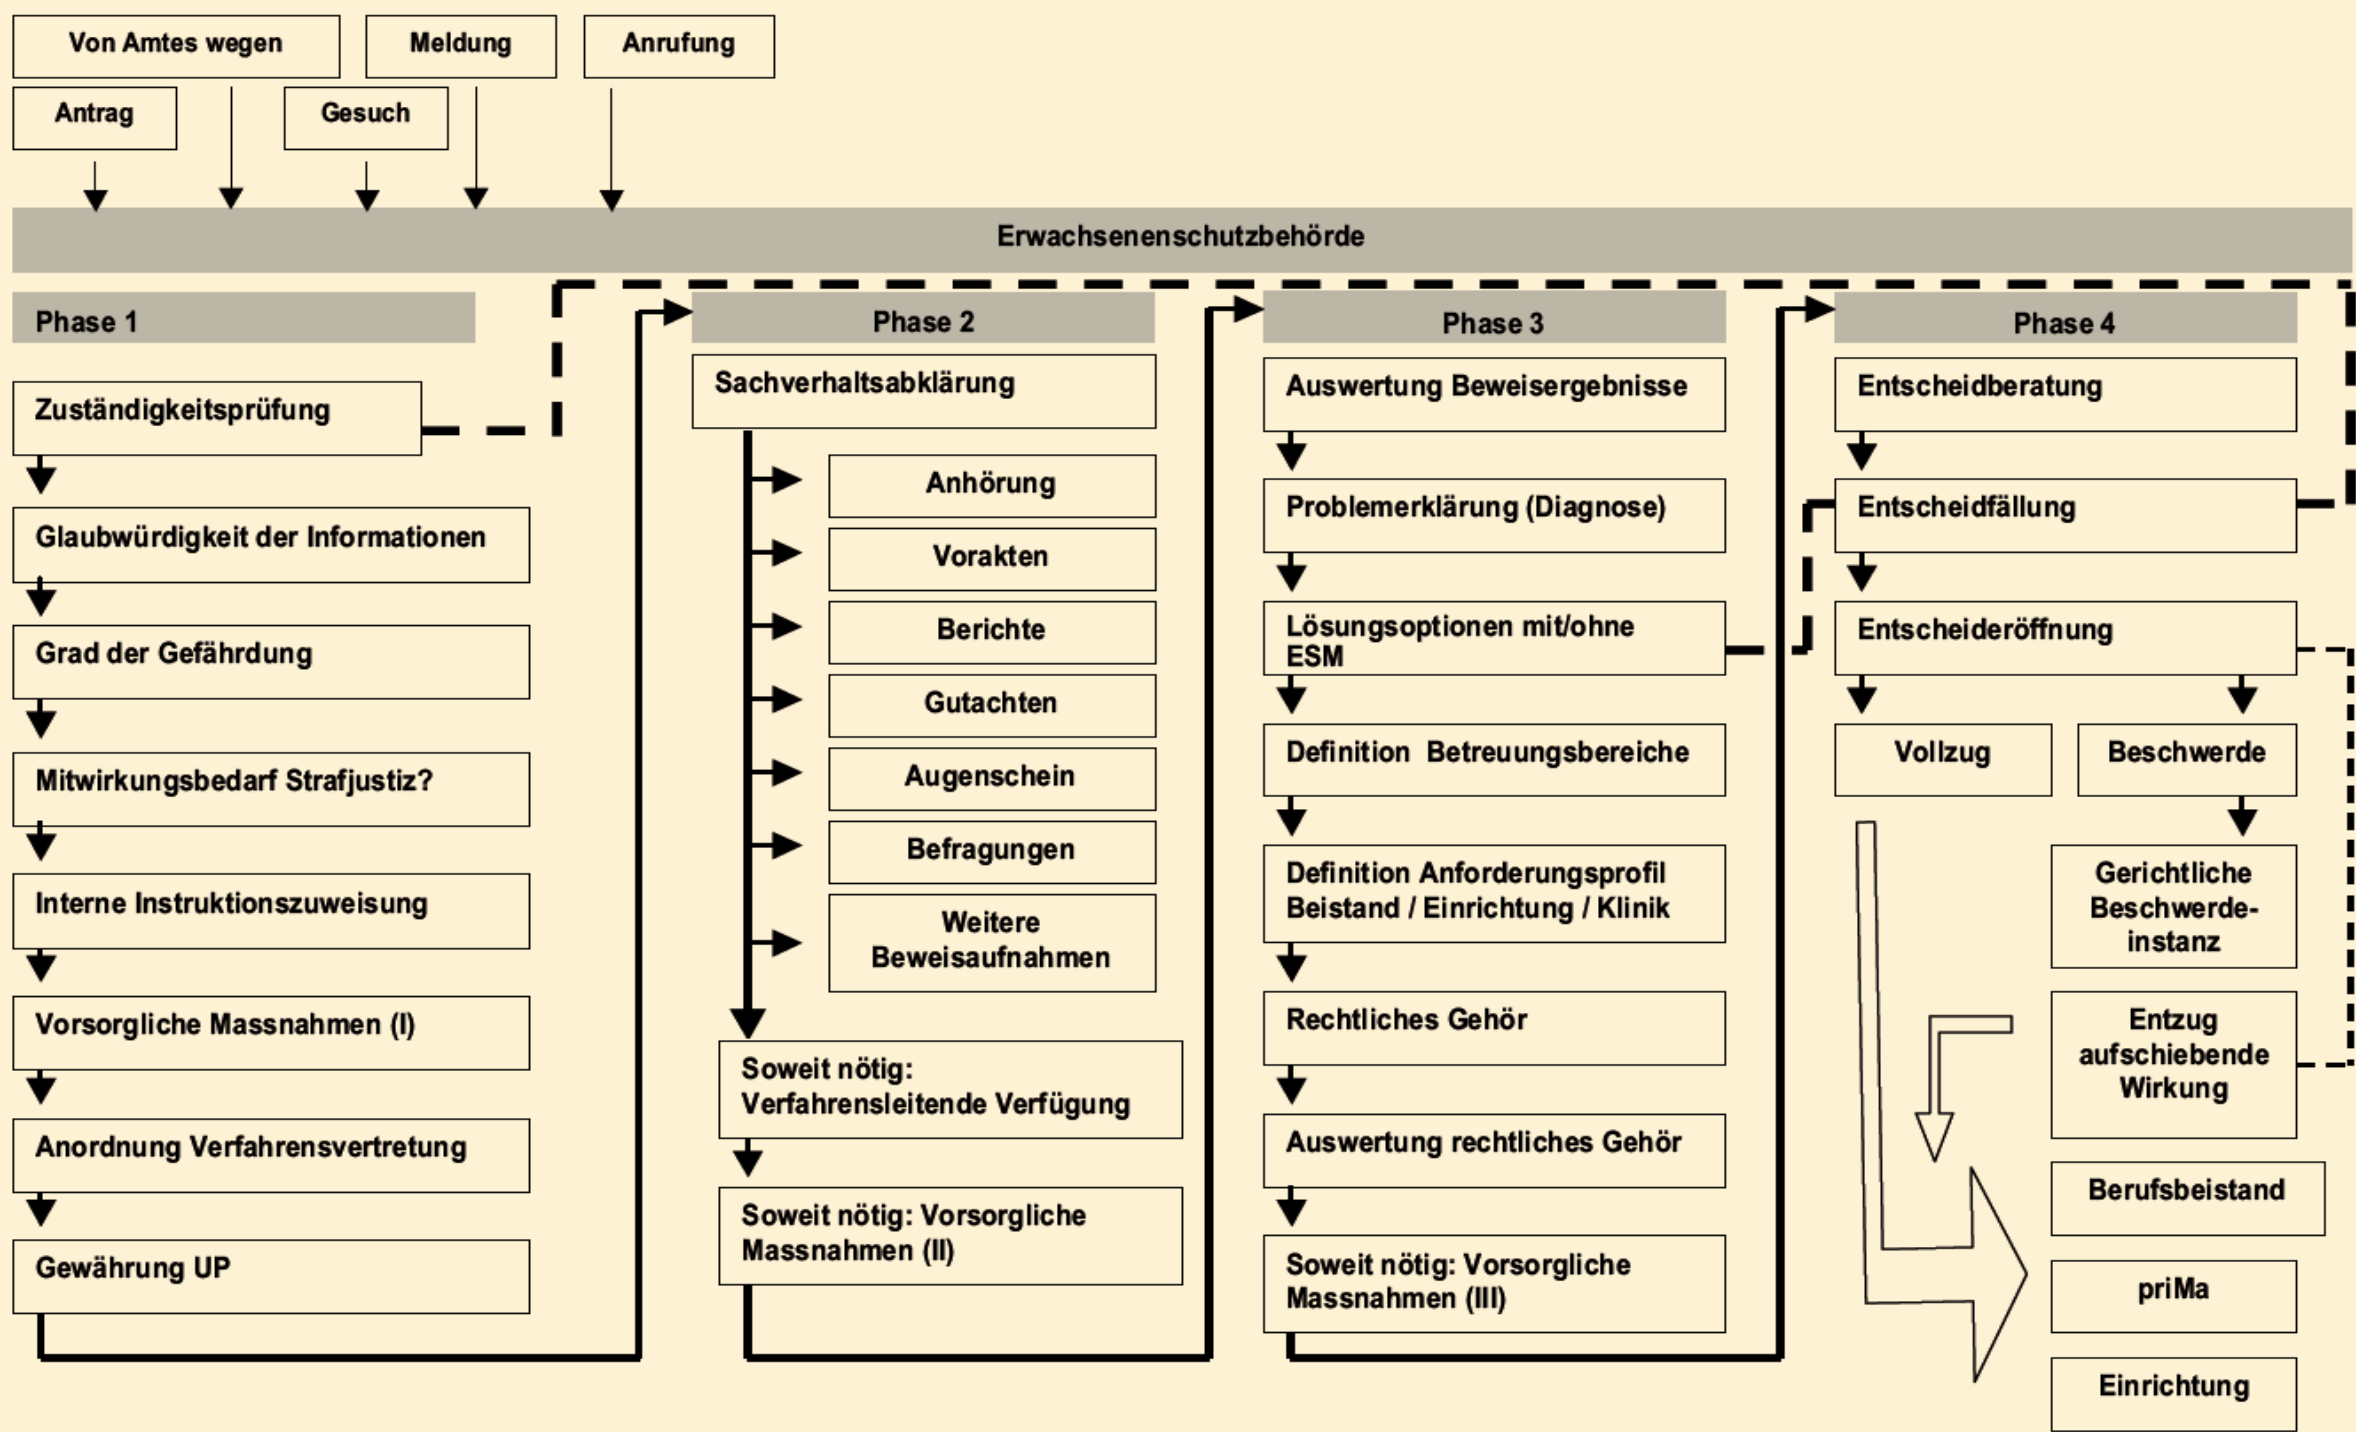 Von Amtes wegen
Meldung
Anrufung
Antrag
Gesuch
Erwachsenenschutzbehörde
Phase 1
Zuständigkeitsprüfung
Glaubwürdigkeit der Informationen
Grad der Gefährdung
Mitwirkungsbedarf Strafjustiz?
Interne Instruktionszuweisung
Vorsorgliche Massnahmen (I)
Anordnung Verfahrensvertretung
Gewährung UP
Phase 2
Sachverhaltsabklärung
Anhörung
Vorakten
Berichte
Gutachten
Augenschein
Befragungen
Weitere
Beweisaufnahmen
Soweit nötig:
Verfahrensleitende Verfügung
Soweit nötig: Vorsorgliche
Massnahmen (II)
Phase 3
Auswertung Beweisergebnisse
Problemerklärung (Diagnose)
Lösungsoptionen mit/ohne
ESM
Definition Betreuungsbereiche
Definition Anforderungsprofil
Beistand / Einrichtung / Klinik
Rechtliches Gehör
Auswertung rechtliches Gehör
Soweit nötig: Vorsorgliche
Massnahmen (III)
Phase 4
Entscheidberatung
Entscheidfällung
Entscheideröffnung
Vollzug
Beschwerde
Gerichtliche
Beschwerde-
instanz
Entzug
aufschiebende
Wirkung
Berufsbeistand
priMa
Einrichtung